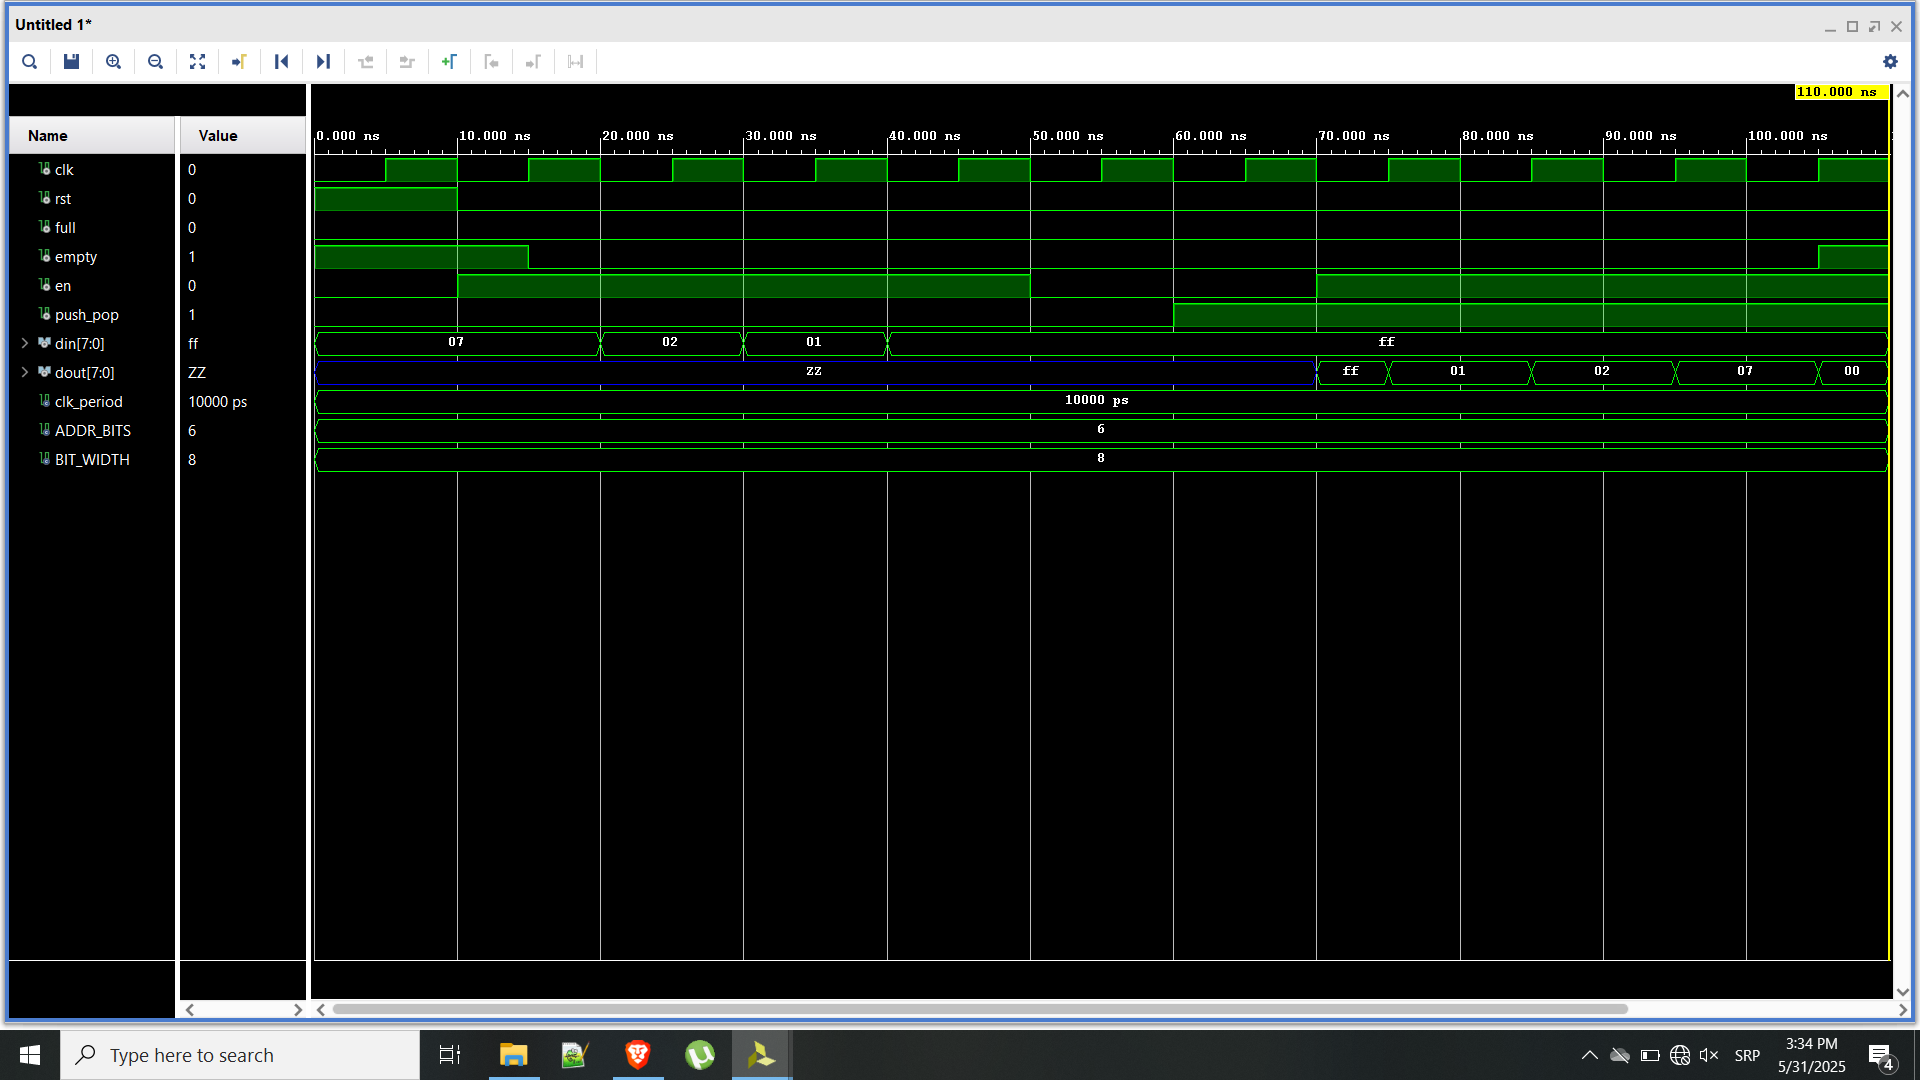 Untitled 1*
110.000 ns
Name Value
0.000 ns 10.000 ns 20.000 ns 30.000 ns 40.000 ns 50.000 ns 60.000 ns 70.000 ns 80.000 ns 90.000 ns 100.000 ns
clk 0
rst 0
full 0
empty 1
en 0
push_pop 1
din[7:0] ff 07 02 01 ff
dout[7:0] ZZ ZZ ff 01 02 07 00
clk_period 10000 ps 10000 ps
ADDR_BITS 6 6
BIT_WIDTH 8 8
Type here to search
SRP
3:34 PM
5/31/2025
4